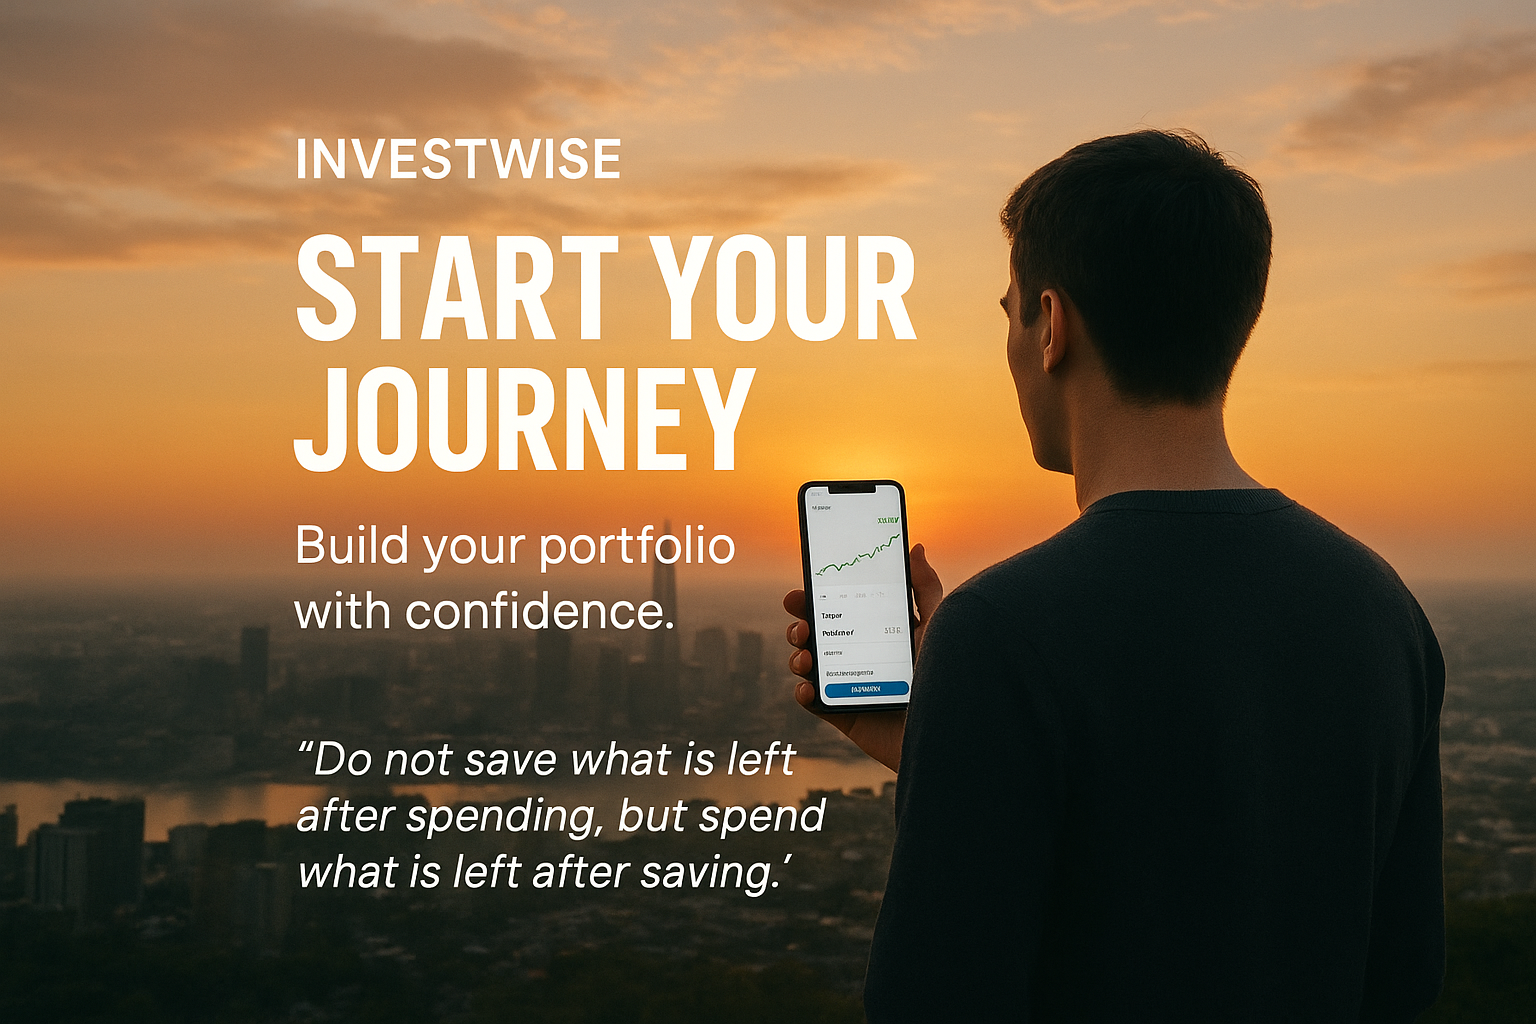 INVESTWISE
START YOUR
JOURNEY
Build your portfolio
with confidence.
“Do not save what is left
after spending, but spend
what is left after saving.’